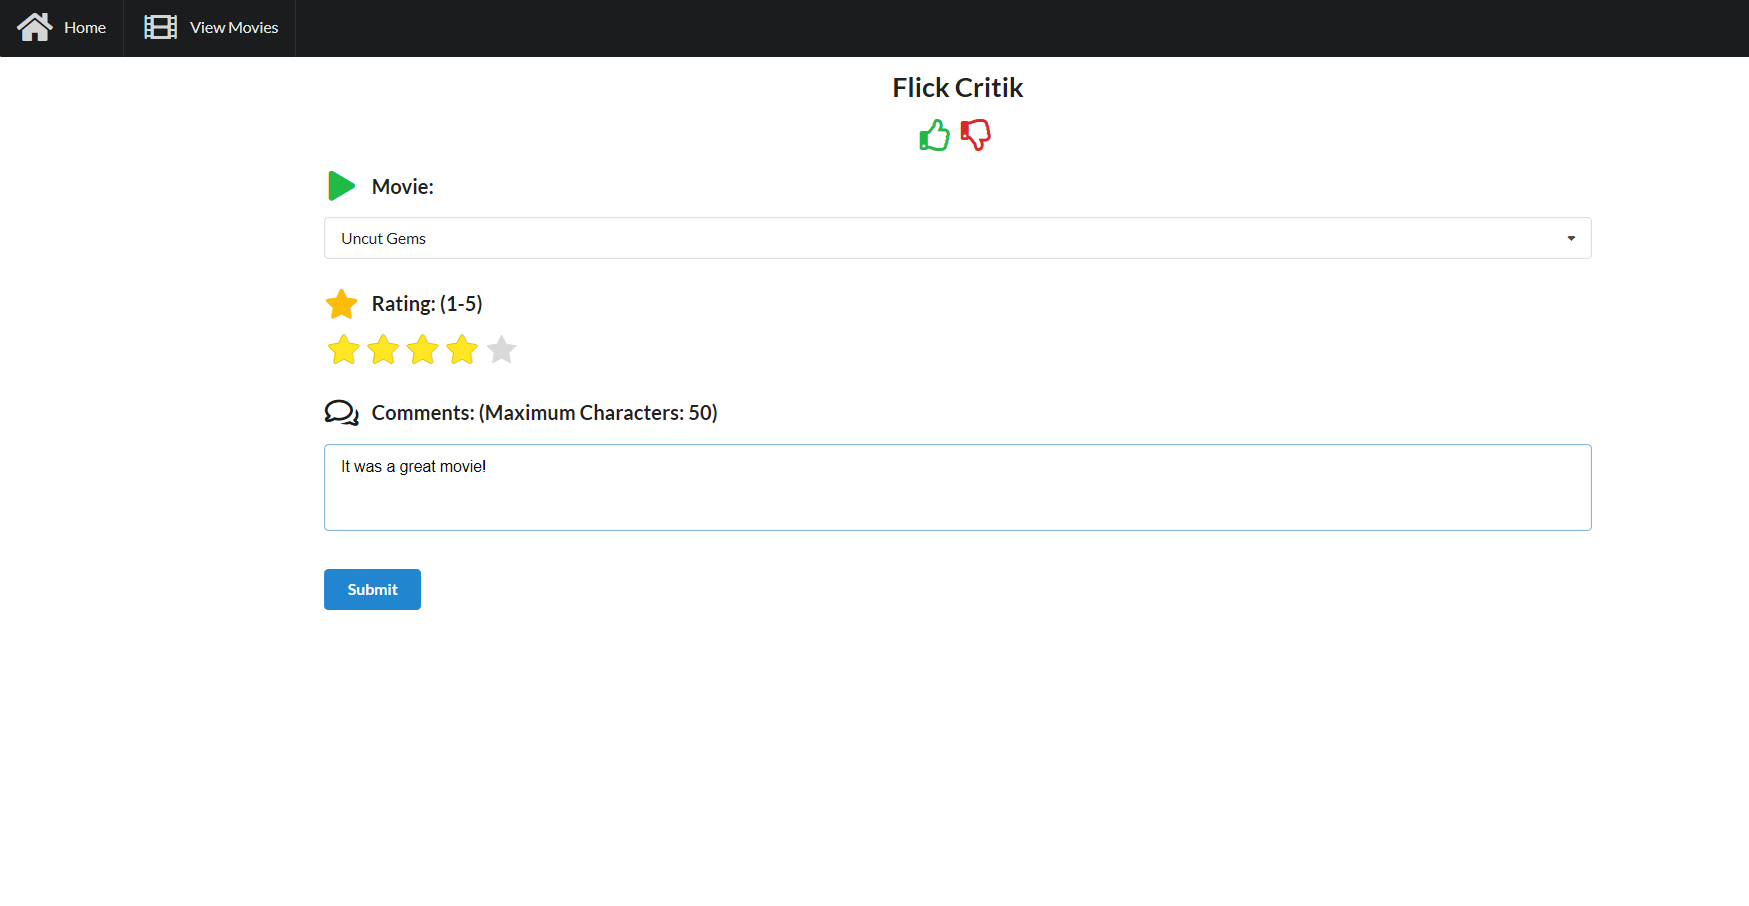 Home
View Movies
Flick Critik
Movie:
Uncut Gems
Rating: (1-5)
Comments: (Maximum Characters: 50)
It was a great movie!
Submit